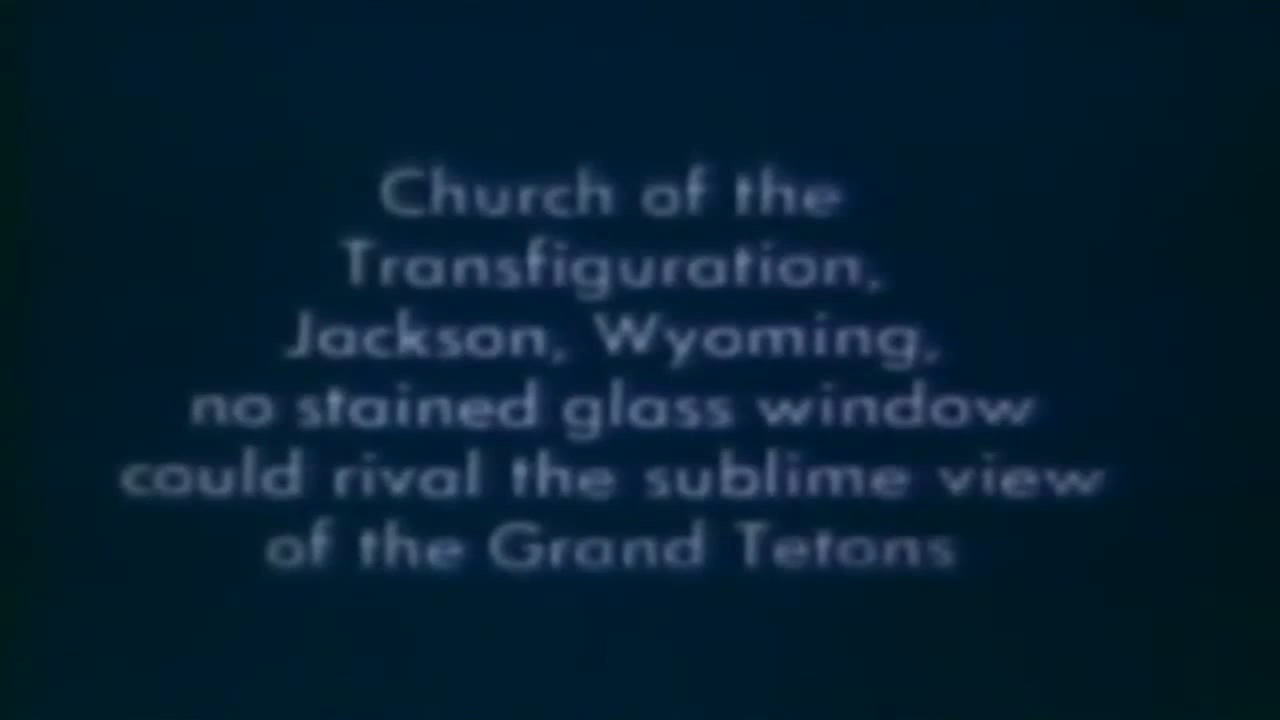 Church of the
Transfiguration,
Jackson, Wyoming,
no stained glass window
could rival the sublime view
of the Grand Tetons